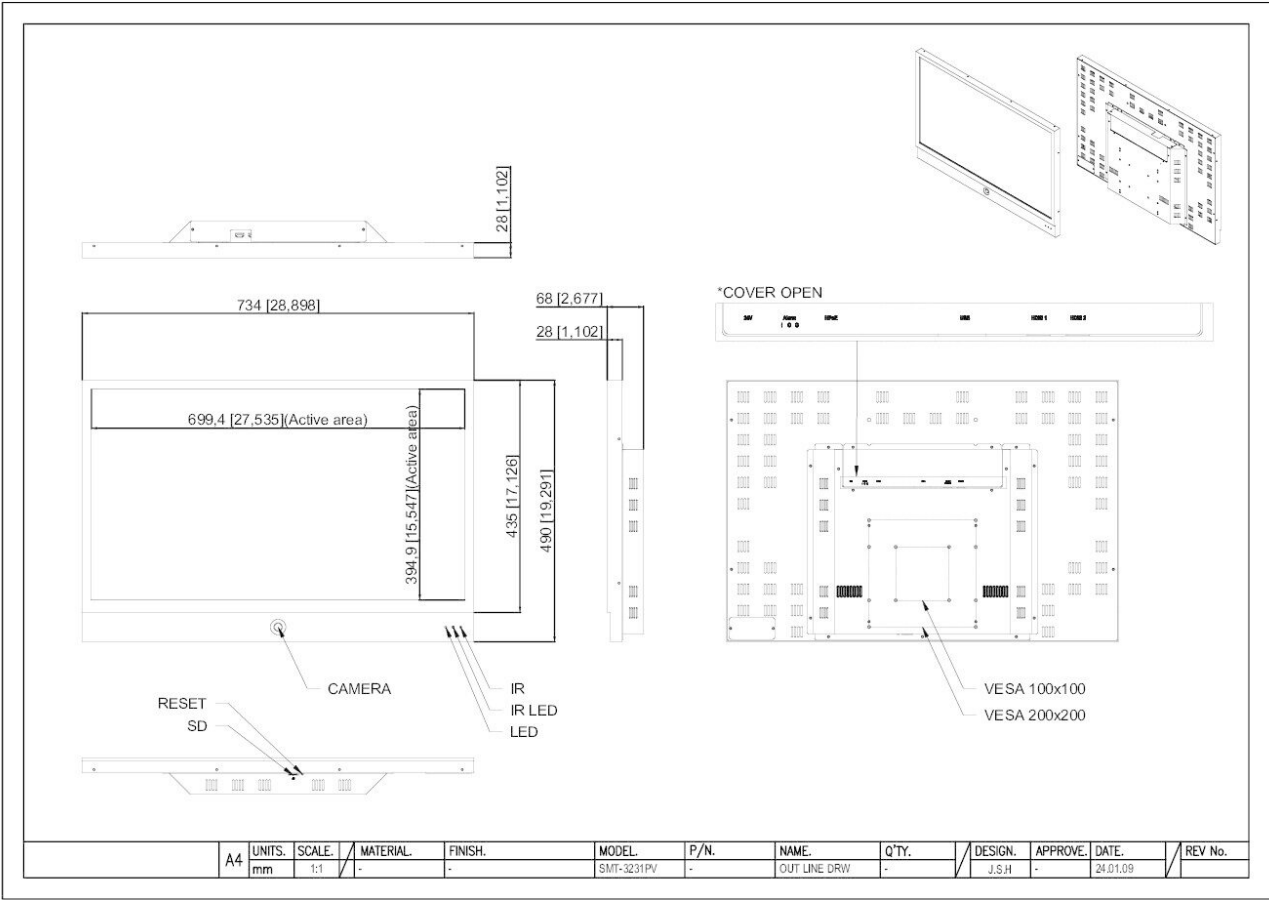 28 [1,102]
734 [28,898]
68 [2,677]
28 [1,102]
*COVER OPEN
24V
Alarm
I O G
HPoE
USB
HDMI 1
HDMI 2
699,4 [27,535](Active area)
394,9 [15,547](Active area)
435 [17,126]
490 [19,291]
CAMERA
IR
IR LED
LED
RESET
SD
VESA 100x100
VESA 200x200
A4
UNITS. SCALE. MATERIAL. FINISH. MODEL. P/N. NAME. Q'TY. DESIGN. APPROVE. DATE. REV No.
mm 1:1 - - SMT-3231PV - OUT LINE DRW - J.S.H - 24.01.09